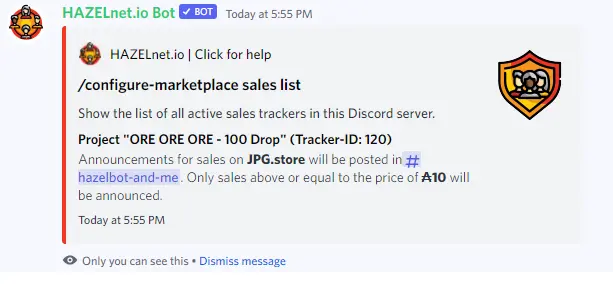 HAZELnet.io Bot ✔ BOT Today at 5:55 PM
HAZELnet.io | Click for help
/configure-marketplace sales list
Show the list of all active sales trackers in this Discord server.
Project "ORE ORE ORE - 100 Drop" (Tracker-ID: 120)
Announcements for sales on JPG.store will be posted in #
hazelbot-and-me. Only sales above or equal to the price of ₳10 will
be announced.
Today at 5:55 PM
Only you can see this • Dismiss message